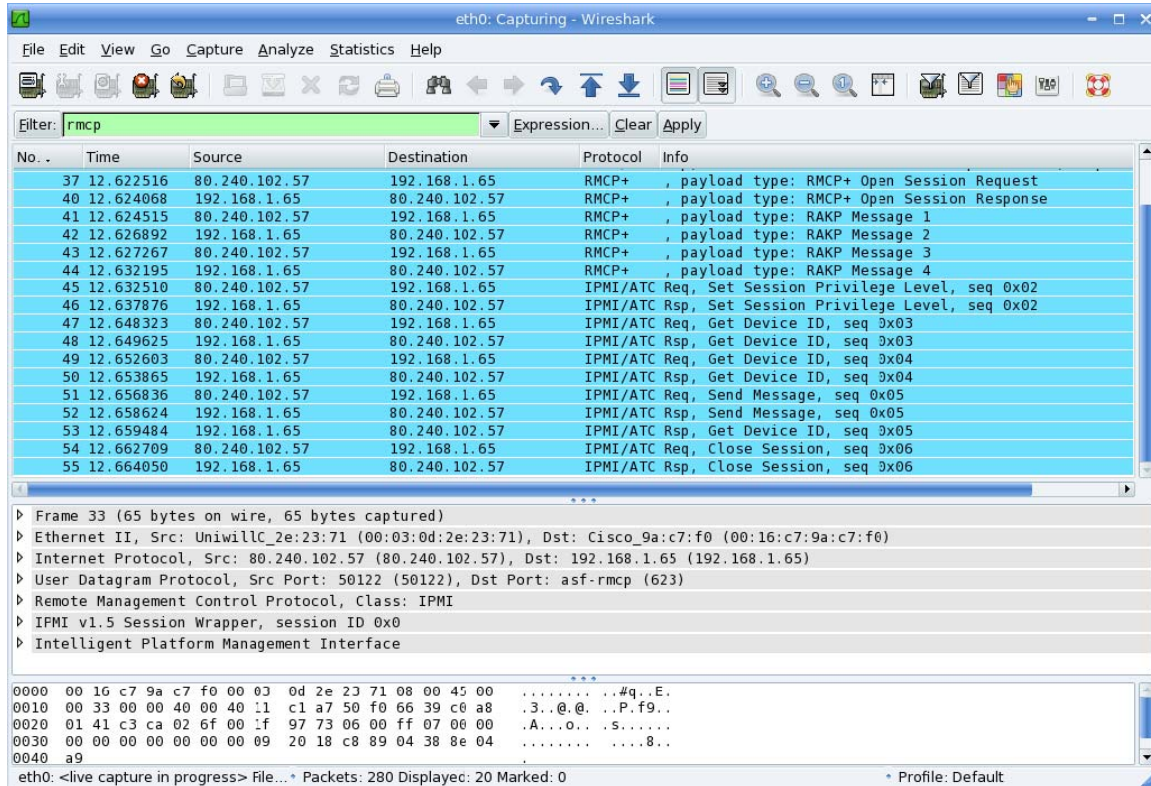 eth0: Capturing - Wireshark
File Edit View Go Capture Analyze Statistics Help
Filter: rmcp Expression... Clear Apply
No. . Time Source Destination Protocol Info
37 12.622516 80.240.102.57 192.168.1.65 RMCP+ , payload type: RMCP+ Open Session Request
40 12.624068 192.168.1.65 80.240.102.57 RMCP+ , payload type: RMCP+ Open Session Response
41 12.624515 80.240.102.57 192.168.1.65 RMCP+ , payload type: RAKP Message 1
42 12.626892 192.168.1.65 80.240.102.57 RMCP+ , payload type: RAKP Message 2
43 12.627267 80.240.102.57 192.168.1.65 RMCP+ , payload type: RAKP Message 3
44 12.632195 192.168.1.65 80.240.102.57 RMCP+ , payload type: RAKP Message 4
45 12.632510 80.240.102.57 192.168.1.65 IPMI/ATC Req, Set Session Privilege Level, seq 0x02
46 12.637876 192.168.1.65 80.240.102.57 IPMI/ATC Rsp, Set Session Privilege Level, seq 0x02
47 12.648323 80.240.102.57 192.168.1.65 IPMI/ATC Req, Get Device ID, seq 0x03
48 12.649625 192.168.1.65 80.240.102.57 IPMI/ATC Rsp, Get Device ID, seq 0x03
49 12.652603 80.240.102.57 192.168.1.65 IPMI/ATC Req, Get Device ID, seq 0x04
50 12.653865 192.168.1.65 80.240.102.57 IPMI/ATC Rsp, Get Device ID, seq 0x04
51 12.656836 80.240.102.57 192.168.1.65 IPMI/ATC Req, Send Message, seq 0x05
52 12.658624 192.168.1.65 80.240.102.57 IPMI/ATC Rsp, Send Message, seq 0x05
53 12.659484 192.168.1.65 80.240.102.57 IPMI/ATC Rsp, Get Device ID, seq 0x05
54 12.662709 80.240.102.57 192.168.1.65 IPMI/ATC Req, Close Session, seq 0x06
55 12.664050 192.168.1.65 80.240.102.57 IPMI/ATC Rsp, Close Session, seq 0x06
Frame 33 (65 bytes on wire, 65 bytes captured)
Ethernet II, Src: UniwillC_2e:23:71 (00:03:0d:2e:23:71), Dst: Cisco_9a:c7:f0 (00:16:c7:9a:c7:f0)
Internet Protocol, Src: 80.240.102.57 (80.240.102.57), Dst: 192.168.1.65 (192.168.1.65)
User Datagram Protocol, Src Port: 50122 (50122), Dst Port: asf-rmcp (623)
Remote Management Control Protocol, Class: IPMI
IPMI v1.5 Session Wrapper, session ID 0x0
Intelligent Platform Management Interface
0000 00 16 c7 9a c7 f0 00 03 0d 2e 23 71 08 00 45 00 ........ ..#q..E.
0010 00 33 00 00 40 00 40 11 c1 a7 50 f0 66 39 c0 a8 .3..@.@. ..P.f9..
0020 01 41 c3 ca 02 6f 00 1f 97 73 06 00 ff 07 00 00 .A...o.. .s......
0030 00 00 00 00 00 00 00 09 20 18 c8 89 04 38 8e 04 ........ ....8..
0040 a9 .
eth0: <live capture in progress> File... Packets: 280 Displayed: 20 Marked: 0 Profile: Default